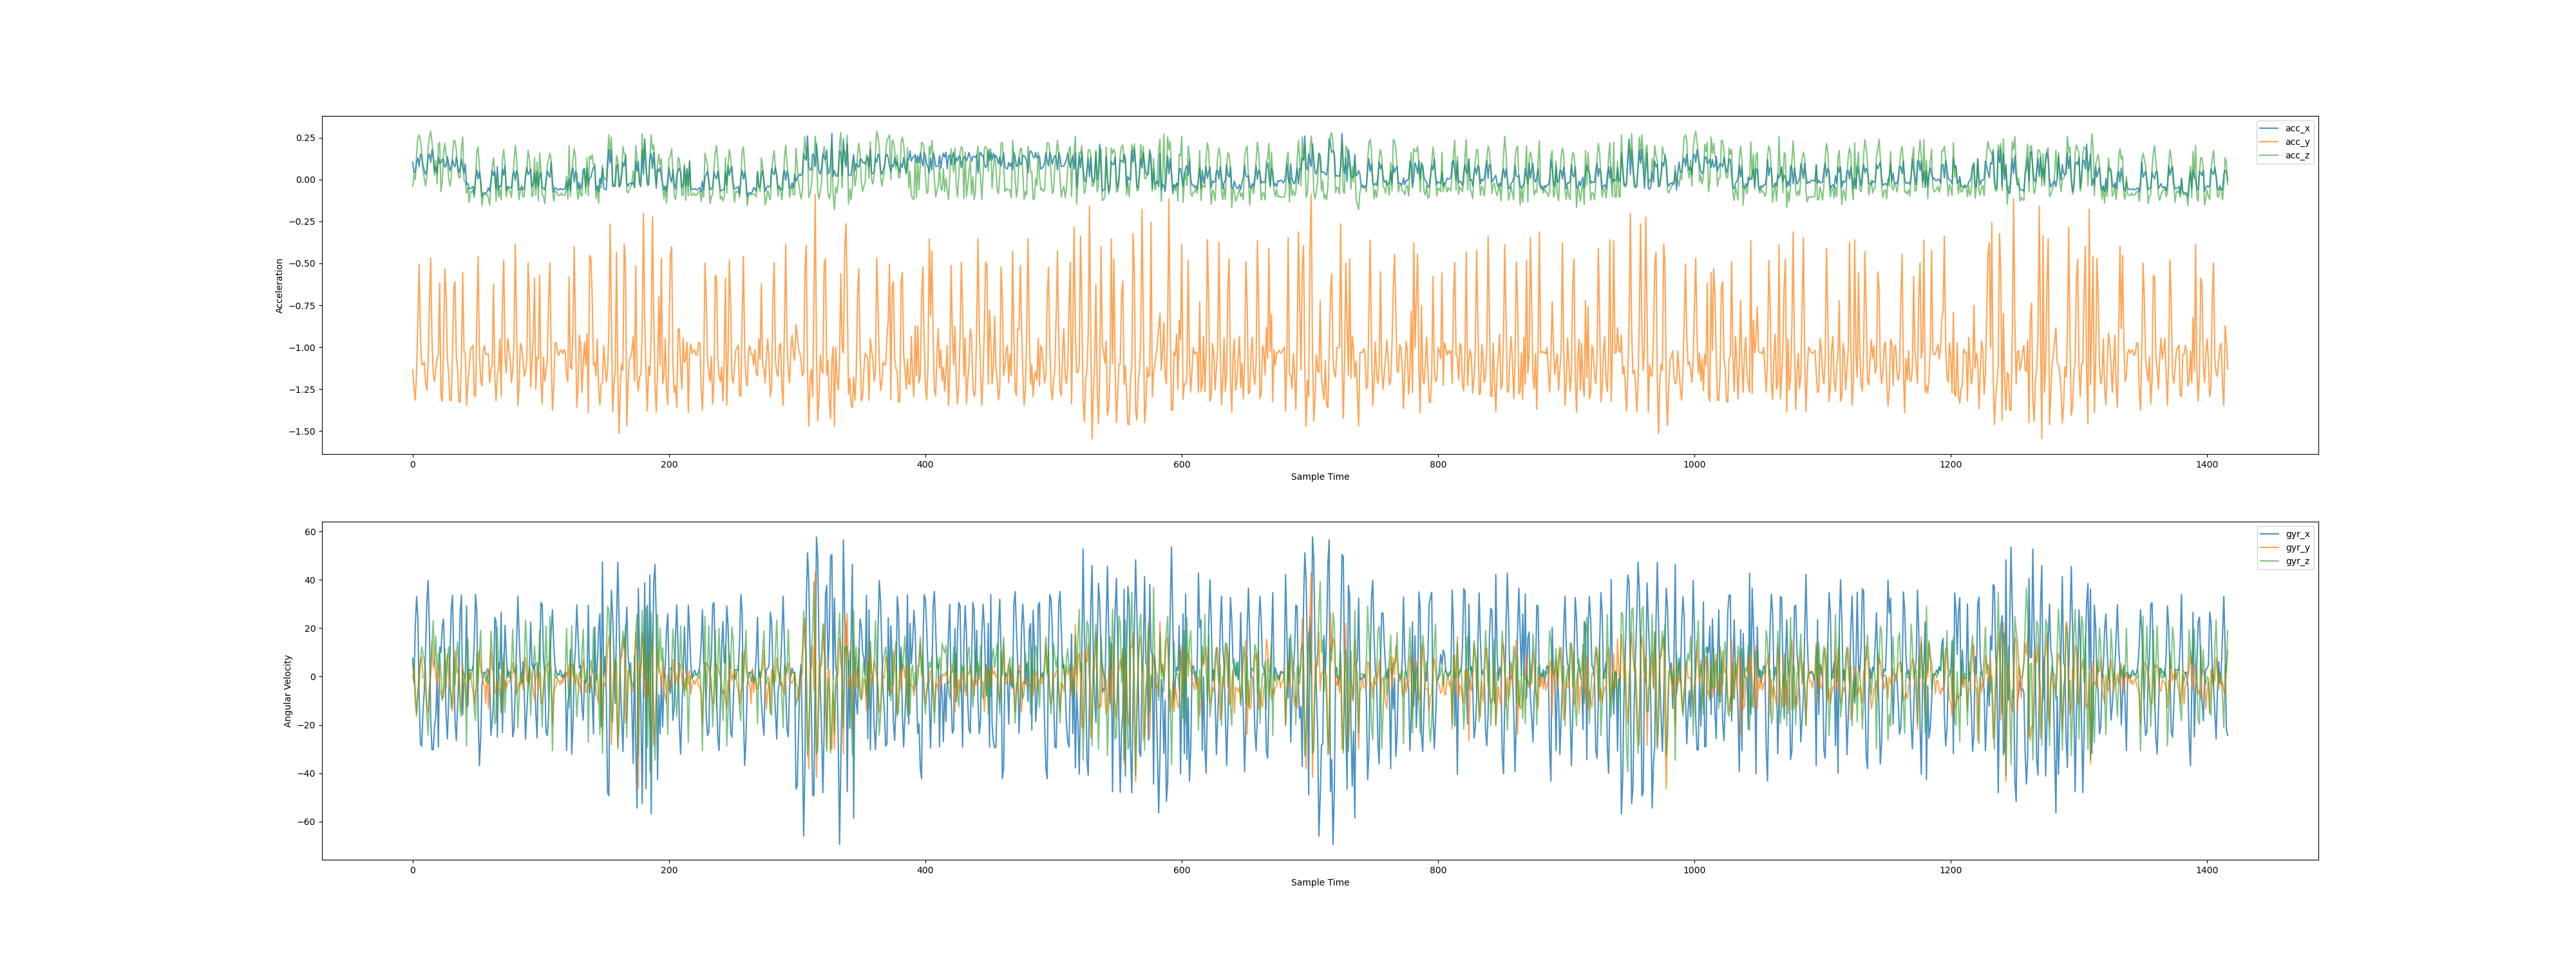 0.25
0.00
−0.25
−0.50
−0.75
−1.00
−1.25
−1.50
Acceleration
acc_x
acc_y
acc_z
0 200 400 600 800 1000 1200 1400
Sample Time
60
40
20
0
−20
−40
−60
Angular Velocity
gyr_x
gyr_y
gyr_z
0 200 400 600 800 1000 1200 1400
Sample Time